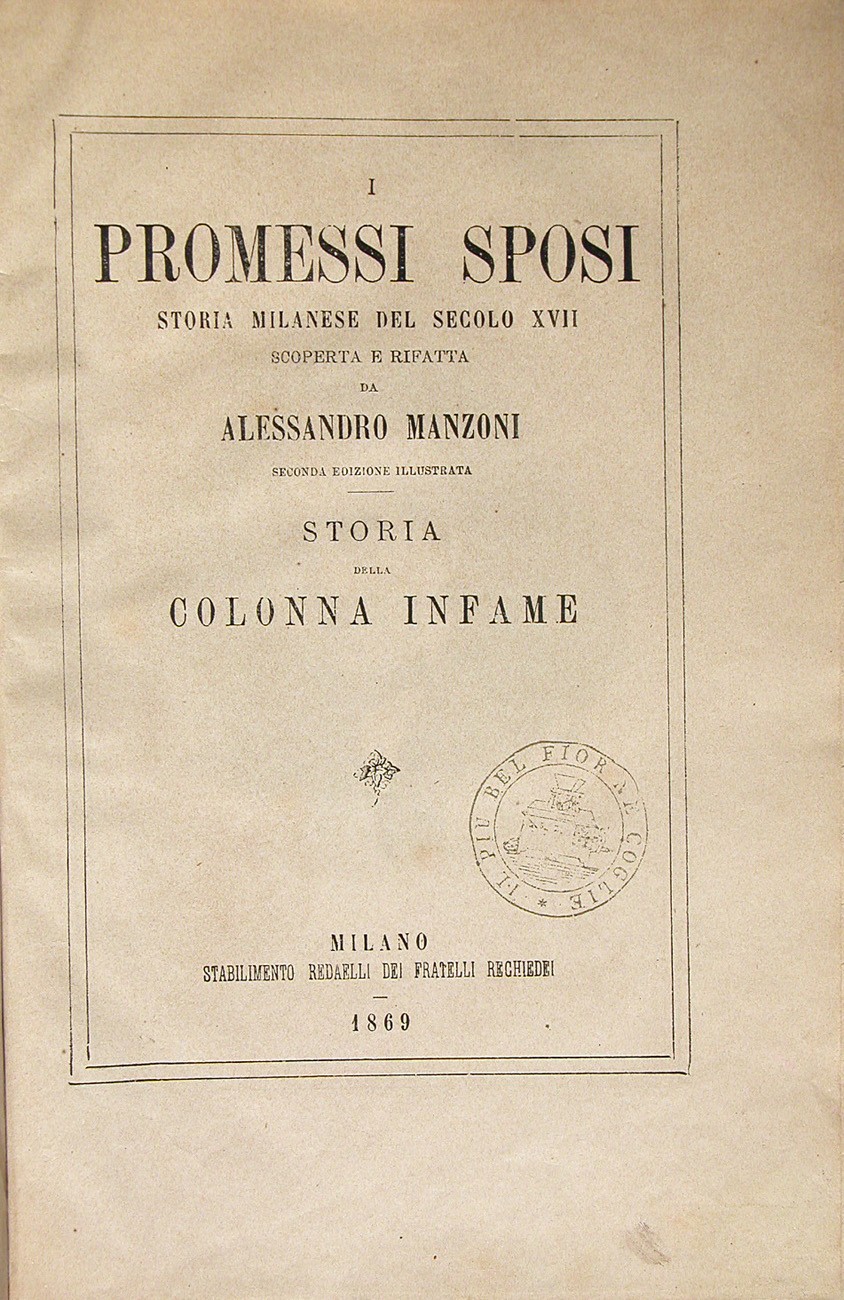 I
PROMESSI SPOSI
STORIA MILANESE DEL SECOLO XVII
SCOPERTA E RIFATTA
DA
ALESSANDRO MANZONI
SECONDA EDIZIONE ILLUSTRATA
STORIA
DELLA
COLONNA INFAME
IL PIU BEL FIOR NE COGLIE *
MILANO
STABILIMENTO REDAELLI DEI FRATELLI RECHIEDEI
1869